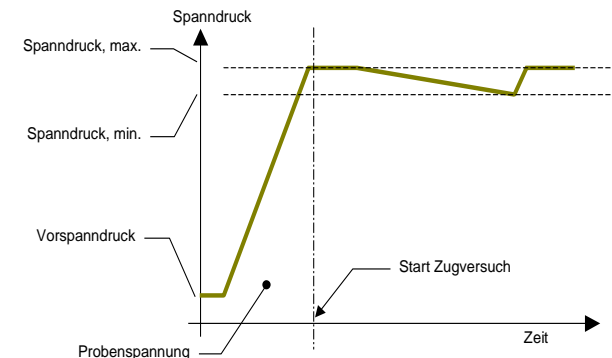 Spanndruck
Spanndruck, max.
Spanndruck, min.
Vorspanndruck
Start Zugversuch
Zeit
Probenspannung